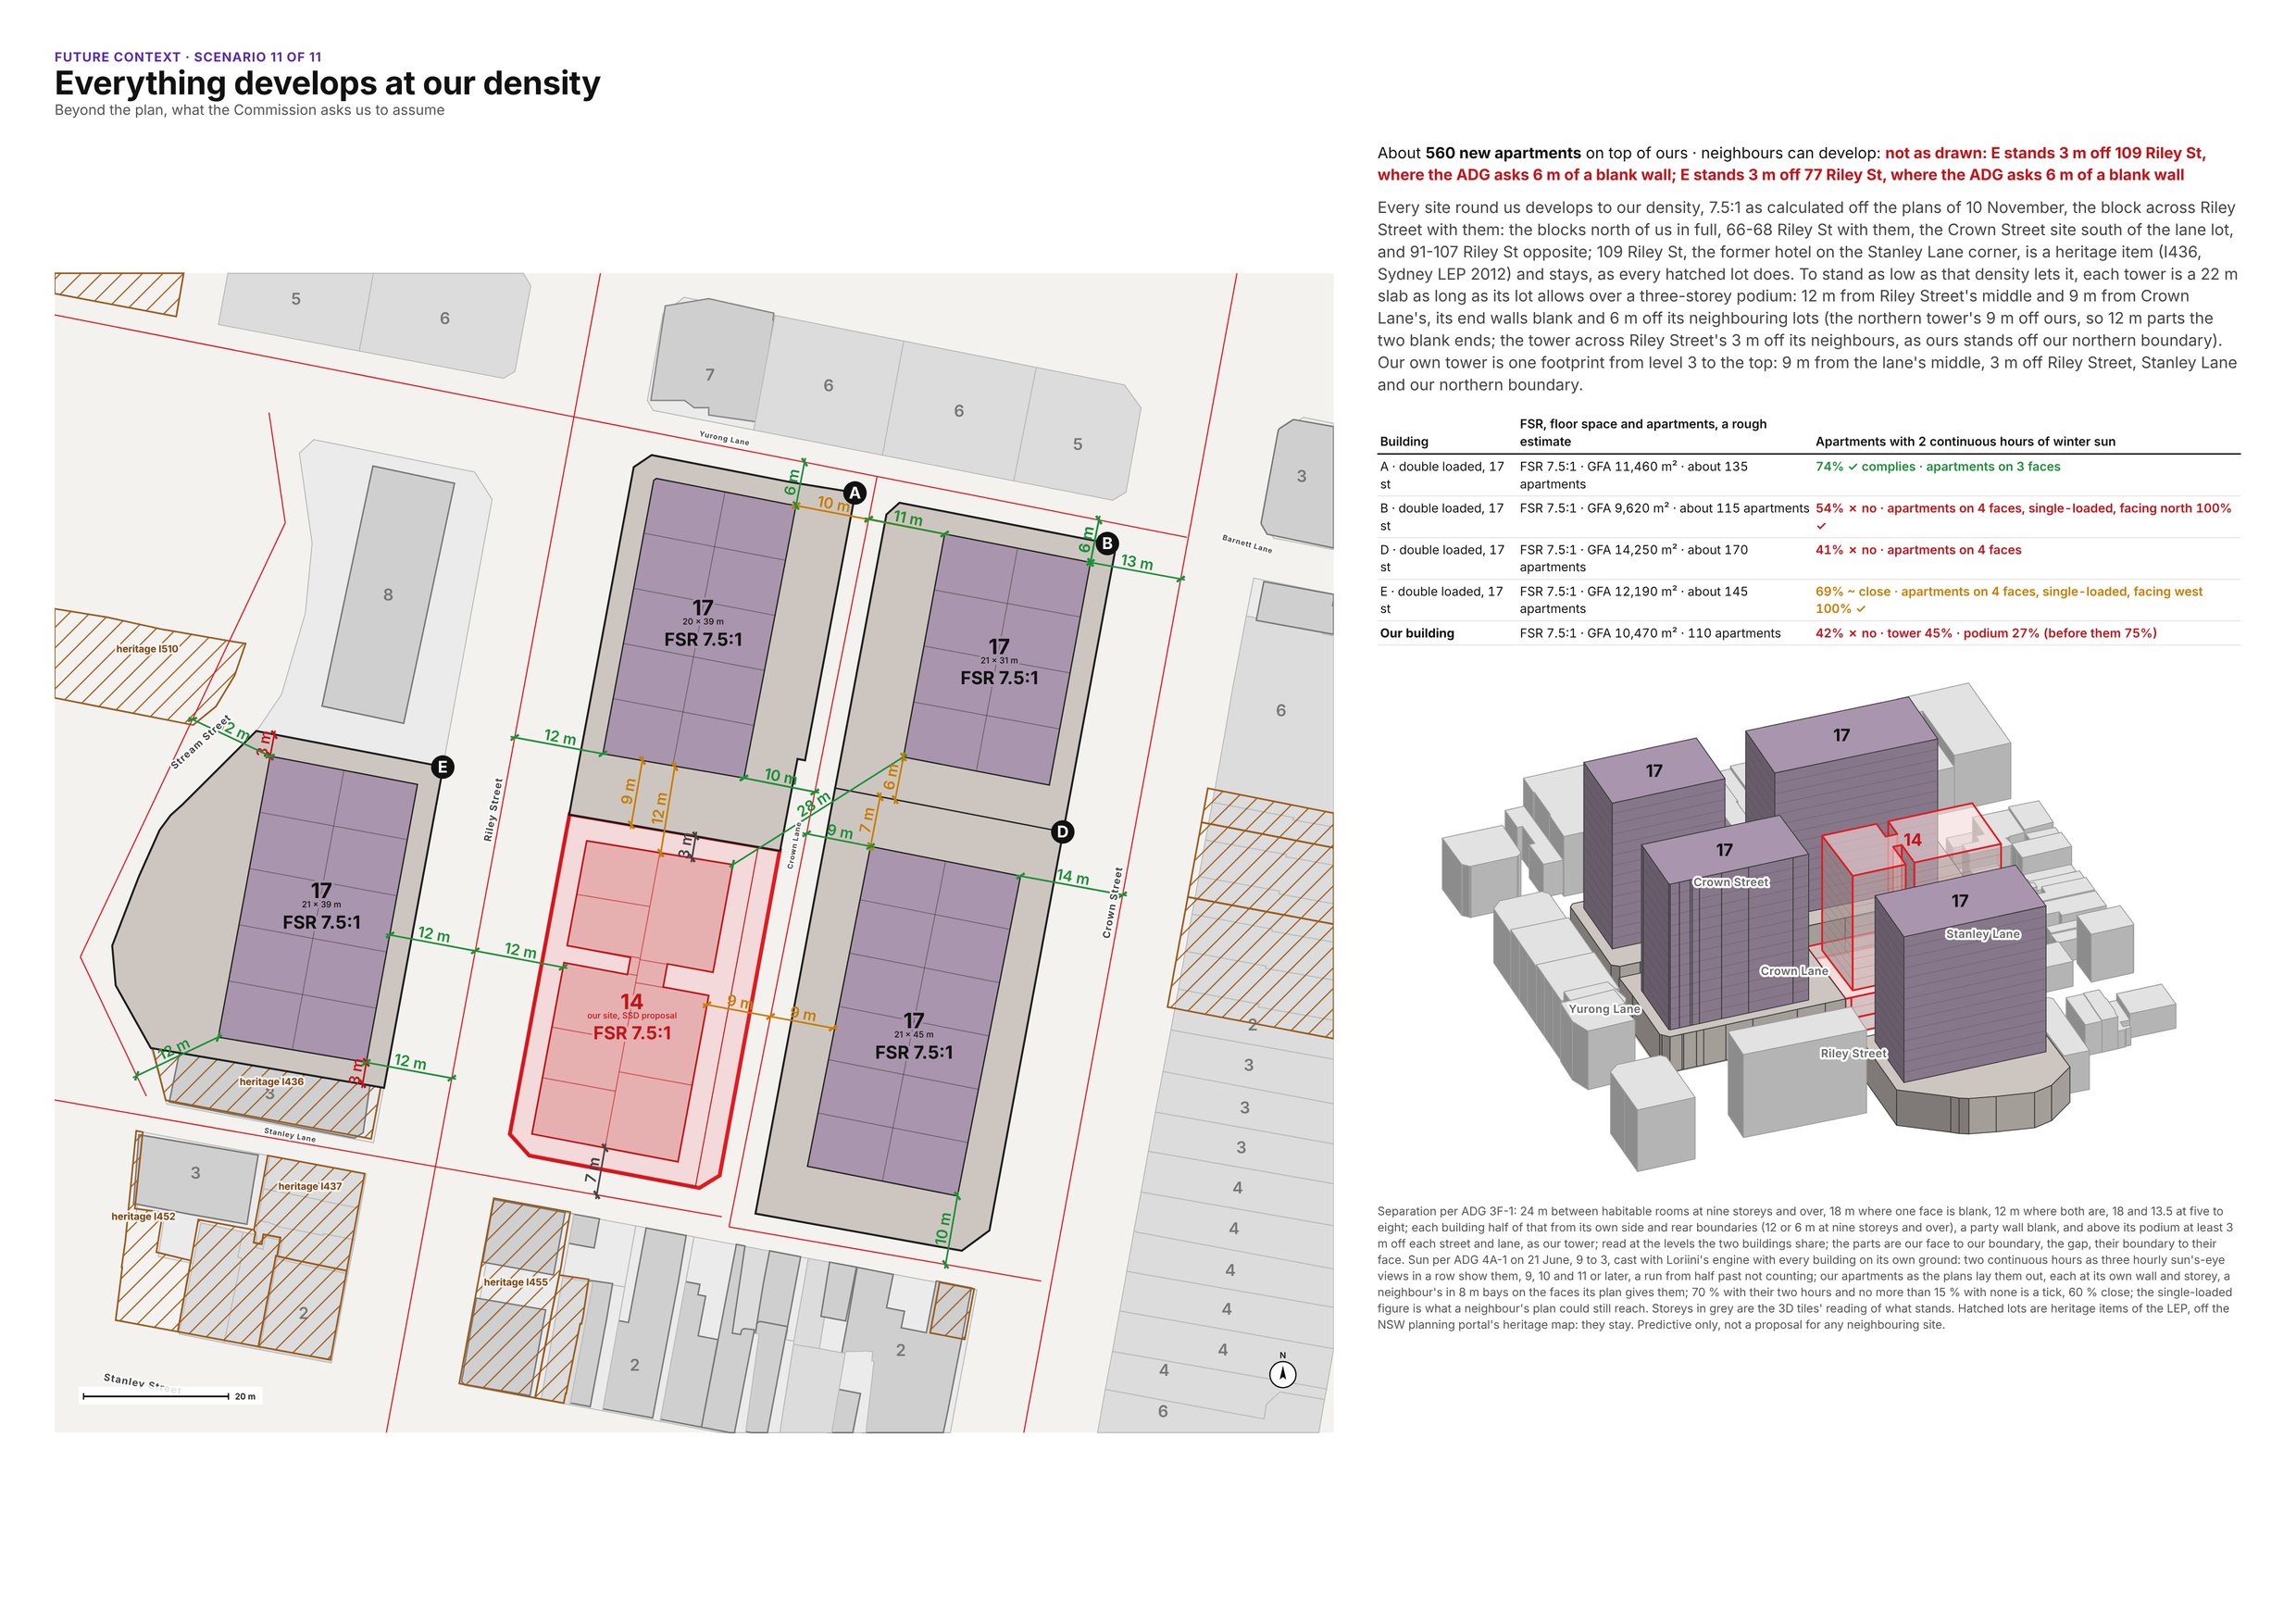 FUTURE CONTEXT · SCENARIO 11 OF 11
Everything develops at our density
Beyond the plan, what the Commission asks us to assume
About 560 new apartments on top of ours · neighbours can develop: not as drawn: E stands 3 m off 109 Riley St,
where the ADG asks 6 m of a blank wall; E stands 3 m off 77 Riley St, where the ADG asks 6 m of a blank wall
Every site round us develops to our density, 7.5:1 as calculated off the plans of 10 November, the block across Riley
Street with them: the blocks north of us in full, 66-68 Riley St with them, the Crown Street site south of the lane lot,
and 91-107 Riley St opposite; 109 Riley St, the former hotel on the Stanley Lane corner, is a heritage item (I436,
Sydney LEP 2012) and stays, as every hatched lot does. To stand as low as that density lets it, each tower is a 22 m
slab as long as its lot allows over a three-storey podium: 12 m from Riley Street's middle and 9 m from Crown
Lane's, its end walls blank and 6 m off its neighbouring lots (the northern tower's 9 m off ours, so 12 m parts the
two blank ends; the tower across Riley Street's 3 m off its neighbours, as ours stands off our northern boundary).
Our own tower is one footprint from level 3 to the top: 9 m from the lane's middle, 3 m off Riley Street, Stanley Lane
and our northern boundary.
Building
FSR, floor space and apartments, a rough
estimate
Apartments with 2 continuous hours of winter sun
A · double loaded, 17
st
FSR 7.5:1 · GFA 11,460 m² · about 135
apartments
74% ✓ complies · apartments on 3 faces
B · double loaded, 17
st
FSR 7.5:1 · GFA 9,620 m² · about 115 apartments
54% × no · apartments on 4 faces, single-loaded, facing north 100%
✓
D · double loaded, 17
st
FSR 7.5:1 · GFA 14,250 m² · about 170
apartments
41% × no · apartments on 4 faces
E · double loaded, 17
st
FSR 7.5:1 · GFA 12,190 m² · about 145
apartments
69% ~ close · apartments on 4 faces, single-loaded, facing west
100% ✓
Our building
FSR 7.5:1 · GFA 10,470 m² · 110 apartments
42% × no · tower 45% · podium 27% (before them 75%)
5
6
7
6
6
5
3
Yurong Lane
Barnett Lane
6 m
A
10 m
11 m
6 m
B
13 m
8
17
20 × 39 m
FSR 7.5:1
17
21 × 31 m
FSR 7.5:1
6
heritage I510
Stream Street
2 m
3 m
E
12 m
Riley Street
9 m
12 m
10 m
28 m
6 m
7 m
3 m
Crown Lane
9 m
D
14 m
Crown Street
17
21 × 39 m
FSR 7.5:1
12 m
12 m
14
our site, SSD proposal
FSR 7.5:1
9 m
9 m
17
21 × 45 m
FSR 7.5:1
12 m
3 m
12 m
heritage I436
3
Stanley Lane
7 m
10 m
2
3
3
3
4
4
4
4
4
4
6
3
heritage I437
heritage I452
2
heritage I455
2
2
Stanley Street
20 m
N
17
17
17
14
17
Crown Street
Stanley Lane
Crown Lane
Yurong Lane
Riley Street
Separation per ADG 3F-1: 24 m between habitable rooms at nine storeys and over, 18 m where one face is blank, 12 m where both are, 18 and 13.5 at five to
eight; each building half of that from its own side and rear boundaries (12 or 6 m at nine storeys and over), a party wall blank, and above its podium at least 3
m off each street and lane, as our tower; read at the levels the two buildings share; the parts are our face to our boundary, the gap, their boundary to their
face. Sun per ADG 4A-1 on 21 June, 9 to 3, cast with Loriini's engine with every building on its own ground: two continuous hours as three hourly sun's-eye
views in a row show them, 9, 10 and 11 or later, a run from half past not counting; our apartments as the plans lay them out, each at its own wall and storey, a
neighbour's in 8 m bays on the faces its plan gives them; 70 % with their two hours and no more than 15 % with none is a tick, 60 % close; the single-loaded
figure is what a neighbour's plan could still reach. Storeys in grey are the 3D tiles' reading of what stands. Hatched lots are heritage items of the LEP, off the
NSW planning portal's heritage map: they stay. Predictive only, not a proposal for any neighbouring site.